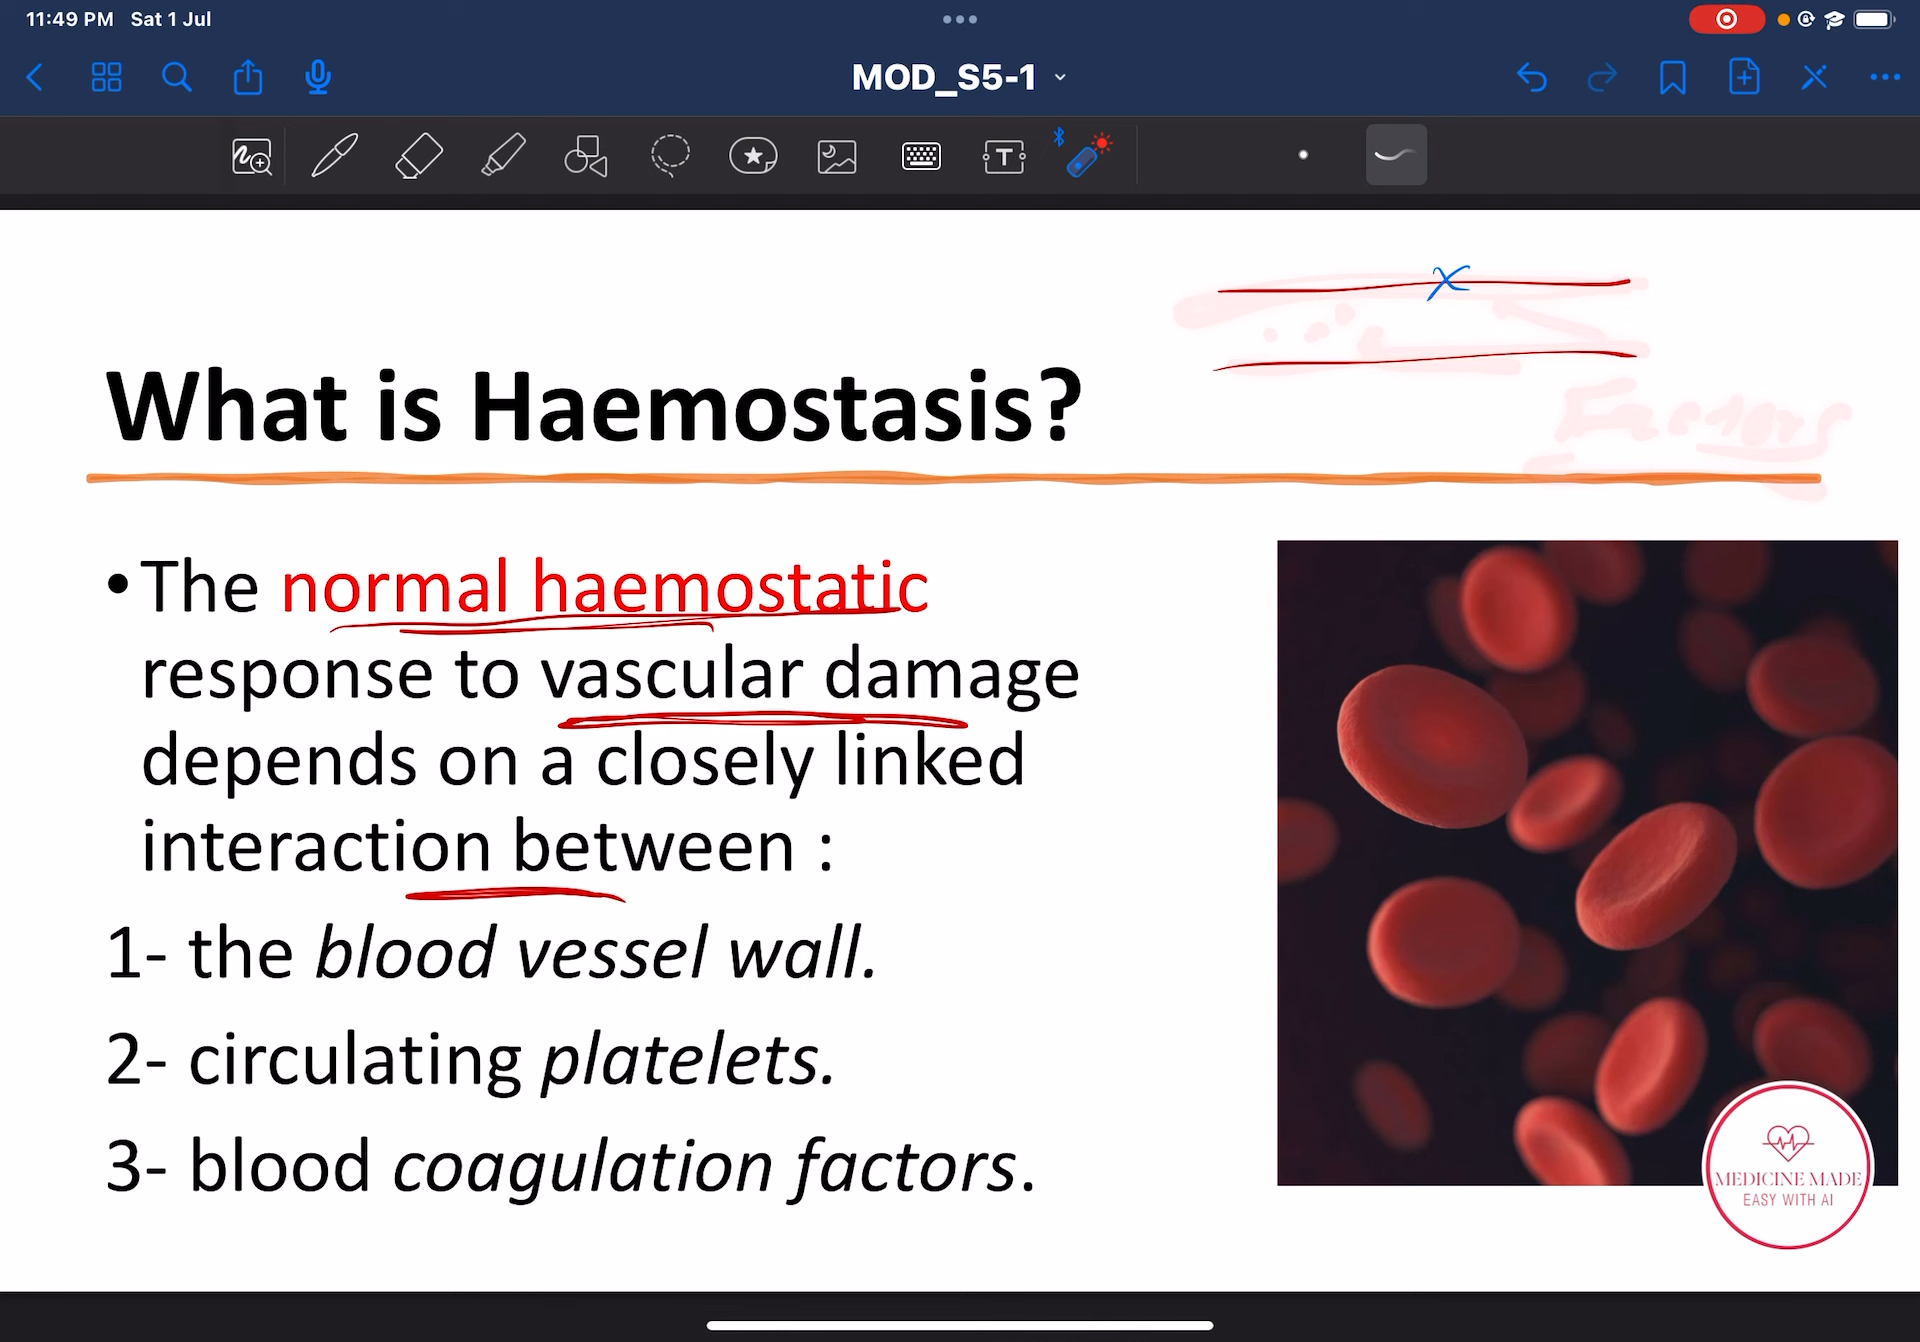 11:49 PM Sat 1 Jul
MOD_S5-1
T
x
Factors
What is Haemostasis?
• The normal haemostatic
response to vascular damage
depends on a closely linked
interaction between :
1- the blood vessel wall.
2- circulating platelets.
3- blood coagulation factors.
MEDICINE MADE
EASY WITH AI